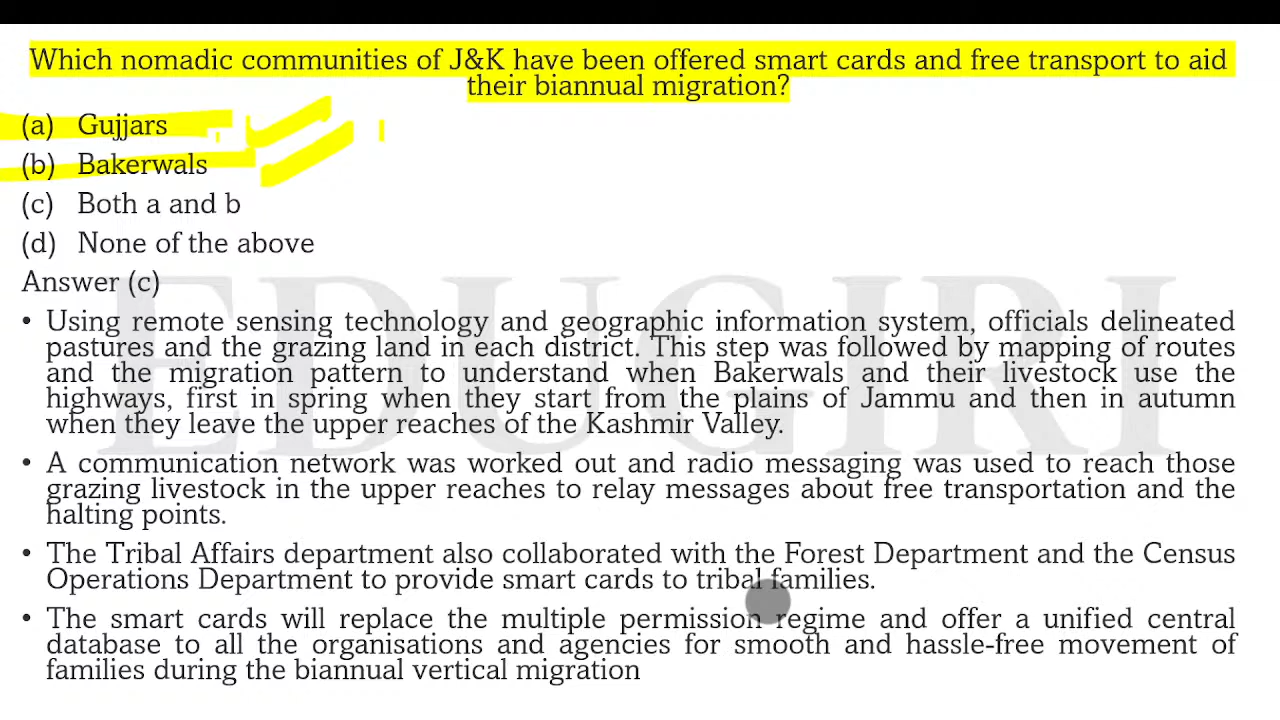 Which nomadic communities of J&K have been offered smart cards and free transport to aid
their biannual migration?
(a) Gujjars
(b) Bakerwals
(c) Both a and b
(d) None of the above
Answer (c)
• Using remote sensing technology and geographic information system, officials delineated
pastures and the grazing land in each district. This step was followed by mapping of routes
and the migration pattern to understand when Bakerwals and their livestock use the
highways, first in spring when they start from the plains of Jammu and then in autumn
when they leave the upper reaches of the Kashmir Valley.
• A communication network was worked out and radio messaging was used to reach those
grazing livestock in the upper reaches to relay messages about free transportation and the
halting points.
• The Tribal Affairs department also collaborated with the Forest Department and the Census
Operations Department to provide smart cards to tribal families.
• The smart cards will replace the multiple permission regime and offer a unified central
database to all the organisations and agencies for smooth and hassle-free movement of
families during the biannual vertical migration
EDUGIRI